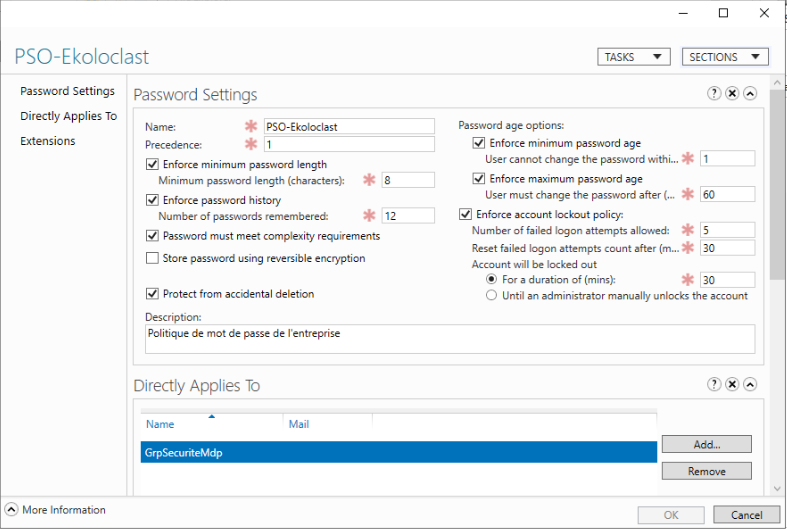 PSO-Ekoloclast
TASKS
SECTIONS
Password Settings
Directly Applies To
Extensions
Password Settings
Name:
PSO-Ekoloclast
Precedence:
1
Enforce minimum password length
Minimum password length (characters):
8
Enforce password history
Number of passwords remembered:
12
Password must meet complexity requirements
Store password using reversible encryption
Protect from accidental deletion
Password age options:
Enforce minimum password age
User cannot change the password withi...
1
Enforce maximum password age
User must change the password after (...
60
Enforce account lockout policy:
Number of failed logon attempts allowed:
5
Reset failed logon attempts count after (m...
30
Account will be locked out
For a duration of (mins):
30
Until an administrator manually unlocks the account
Description:
Politique de mot de passe de l'entreprise
Directly Applies To
Name
Mail
GrpSecuriteMdp
Add...
Remove
More Information
OK
Cancel